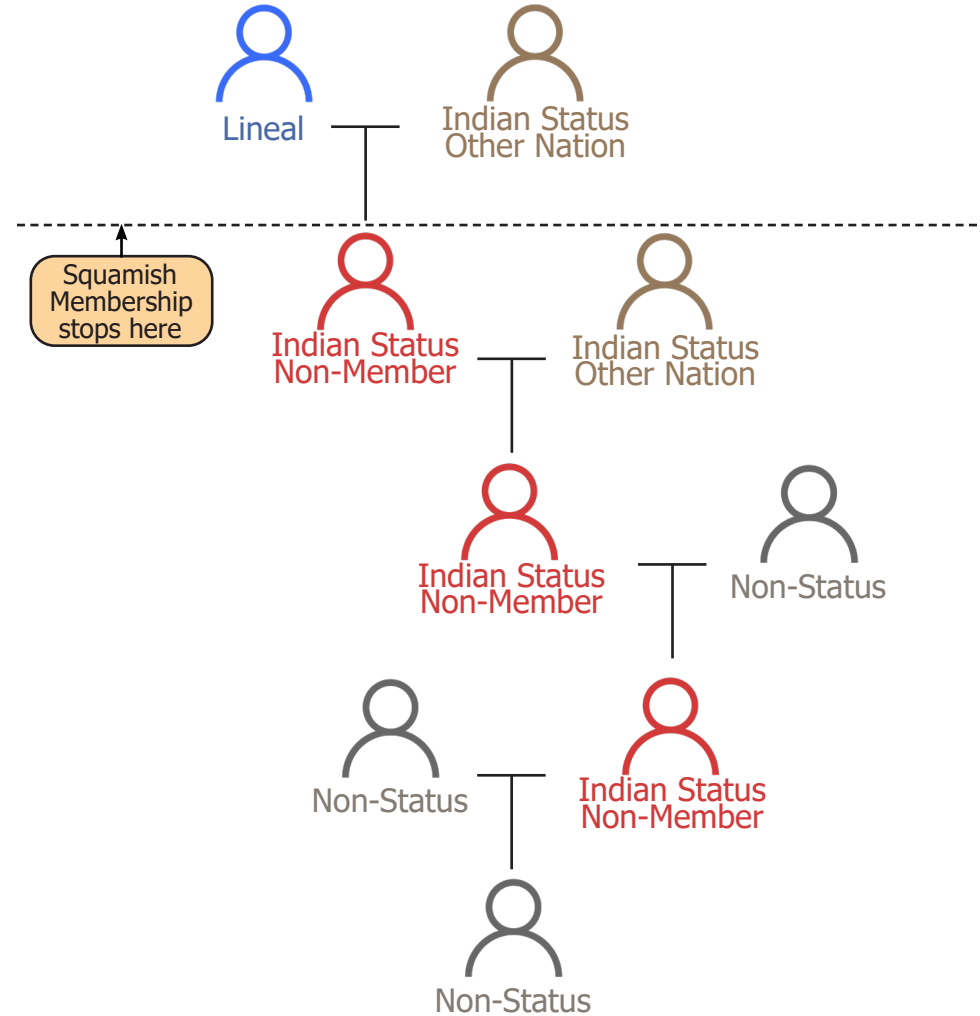 Lineal
Indian Status
Other Nation
Squamish
Membership
stops here
Indian Status
Non-Member
Indian Status
Other Nation
Indian Status
Non-Member
Non-Status
Non-Status
Indian Status
Non-Member
Non-Status